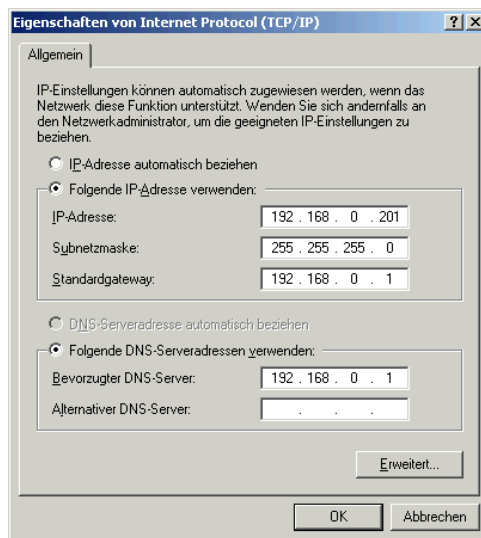 Eigenschaften von Internet Protocol (TCP/IP)
Allgemein
IP-Einstellungen können automatisch zugewiesen werden, wenn das
Netzwerk diese Funktion unterstützt. Wenden Sie sich andernfalls an
den Netzwerkadministrator, um die geeigneten IP-Einstellungen zu
beziehen.
IP-Adresse automatisch beziehen
Folgende IP-Adresse verwenden:
IP-Adresse: 192 . 168 . 0 . 201
Subnetzmaske: 255 . 255 . 255 . 0
Standardgateway: 192 . 168 . 0 . 1
DNS-Serveradresse automatisch beziehen
Folgende DNS-Serveradressen verwenden:
Bevorzugter DNS-Server: 192 . 168 . 0 . 1
Alternativer DNS-Server: . . .
Erweitert...
OK Abbrechen